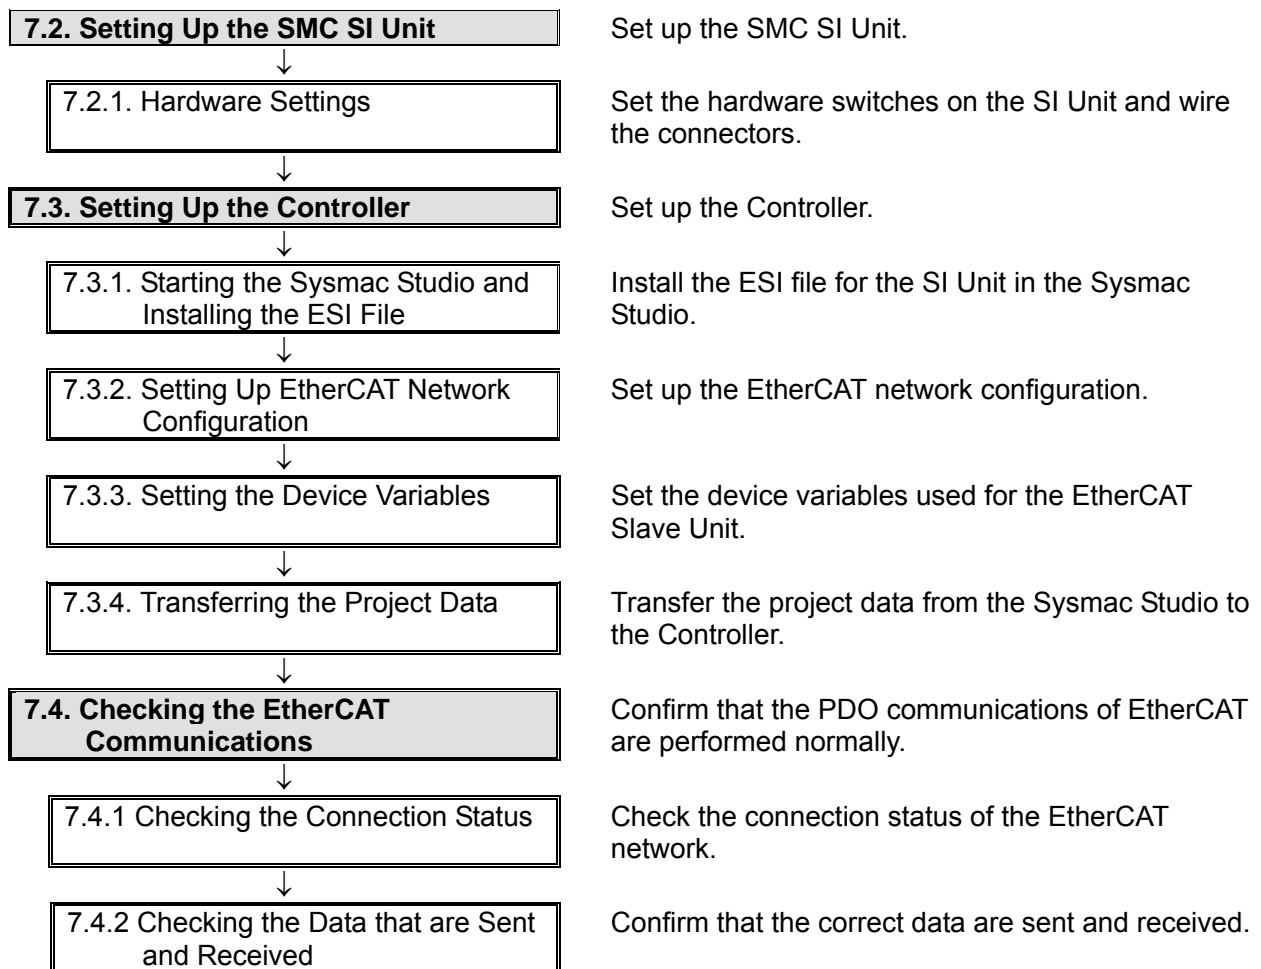 7.2. Setting Up the SMC SI Unit
Set up the SMC SI Unit.
↓
7.2.1. Hardware Settings
Set the hardware switches on the SI Unit and wire
the connectors.
↓
7.3. Setting Up the Controller
Set up the Controller.
↓
7.3.1. Starting the Sysmac Studio and
Installing the ESI File
Install the ESI file for the SI Unit in the Sysmac
Studio.
↓
7.3.2. Setting Up EtherCAT Network
Configuration
Set up the EtherCAT network configuration.
↓
7.3.3. Setting the Device Variables
Set the device variables used for the EtherCAT
Slave Unit.
↓
7.3.4. Transferring the Project Data
Transfer the project data from the Sysmac Studio to
the Controller.
↓
7.4. Checking the EtherCAT
Communications
Confirm that the PDO communications of EtherCAT
are performed normally.
↓
7.4.1 Checking the Connection Status
Check the connection status of the EtherCAT
network.
↓
7.4.2 Checking the Data that are Sent
and Received
Confirm that the correct data are sent and received.